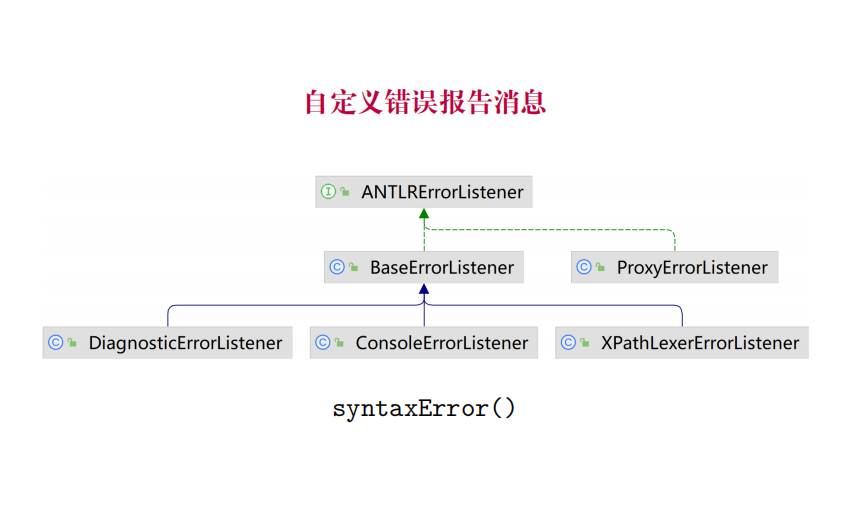 自定义错误报告消息
I ANTLRErrorListener
C BaseErrorListener
C ProxyErrorListener
C DiagnosticErrorListener
C ConsoleErrorListener
C XPathLexerErrorListener
syntaxError()